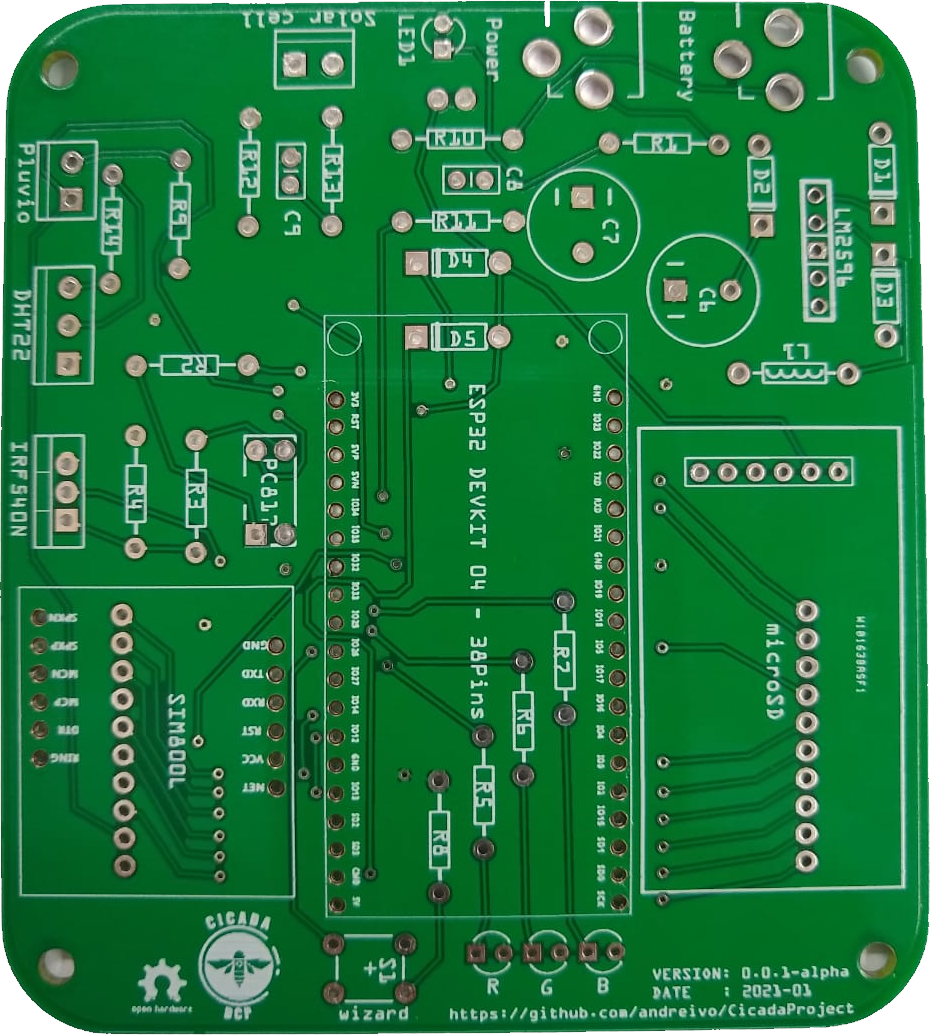 Solar Cell
LED1
Power
Battery
Pluvio
R14
R9
R12
C9
R13
R10
C8
R11
R1
C7
D2
D1
LM2596
D3
C6
L1
D4
D5
DHT22
R2
IRF540N
R4
R3
PC817
ESP32 DEVKIT 04 - 38Pins
3V3
RST
SVP
SVN
IO34
IO35
IO32
IO33
IO25
IO26
IO27
IO14
IO12
GND
IO13
SD2
SD3
CMD
5V
GND
IO23
IO22
TXD
RXD
IO21
GND
IO19
IO18
IO5
IO17
IO16
IO4
IO0
IO2
IO15
SD1
SD0
SCK
R7
R6
R5
R8
microSD
SIM800L
SPKN
SPKP
MCN
MCP
DTR
RING
GND
TXD
RXD
RST
VCC
NET
CICADA
DCP
open hardware
S1
wizard
R
G
B
VERSION: 0.0.1-alpha
DATE : 2021-01
https://github.com/andreivo/CicadaProject